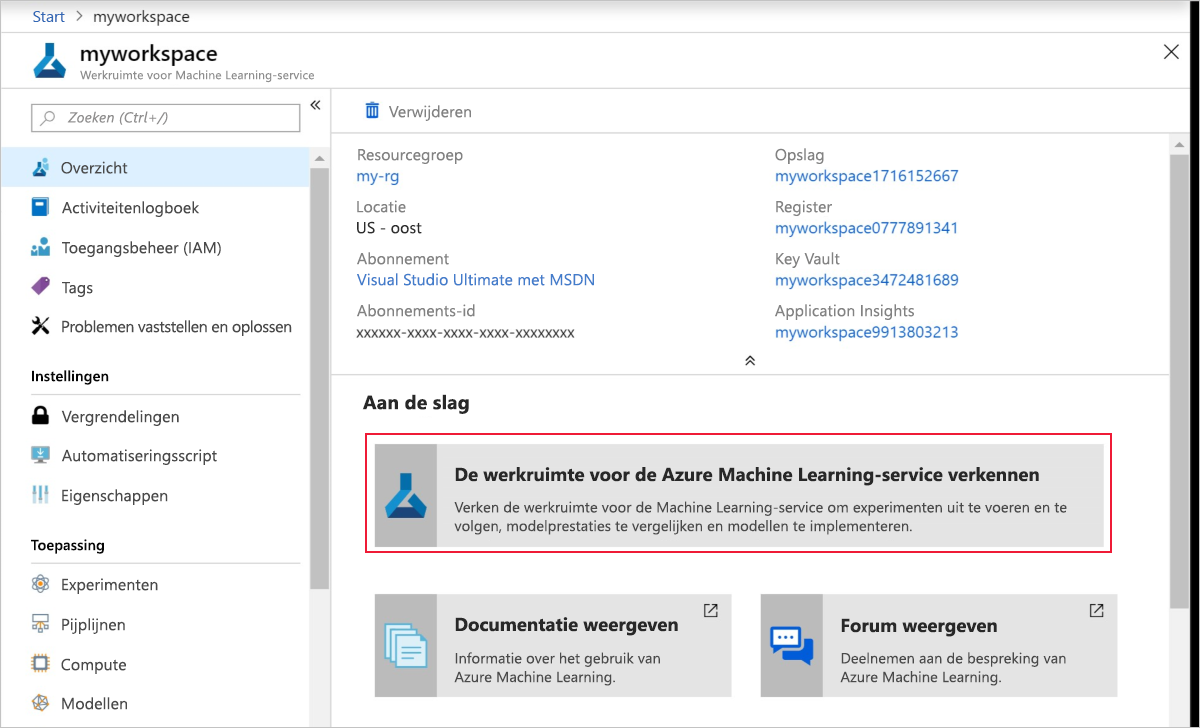 Start > myworkspace
myworkspace
Werkruimte voor Machine Learning-service
Zoeken (Ctrl+/)
«
Overzicht
Activiteitenlogboek
Toegangsbeheer (IAM)
Tags
Problemen vaststellen en oplossen
Instellingen
Vergrendelingen
Automatiseringsscript
Eigenschappen
Toepassing
Experimenten
Pijplijnen
Compute
Modellen
Verwijderen
Resourcegroep
my-rg
Locatie
US - oost
Abonnement
Visual Studio Ultimate met MSDN
Abonnements-id
xxxxxx-xxxx-xxxx-xxxx-xxxxxxxx
Opslag
myworkspace1716152667
Register
myworkspace0777891341
Key Vault
myworkspace3472481689
Application Insights
myworkspace9913803213
Aan de slag
De werkruimte voor de Azure Machine Learning-service verkennen
Verken de werkruimte voor de Machine Learning-service om experimenten uit te voeren en te
volgen, modelprestaties te vergelijken en modellen te implementeren.
Documentatie weergeven
Informatie over het gebruik van
Azure Machine Learning.
Forum weergeven
Deelnemen aan de bespreking van
Azure Machine Learning.